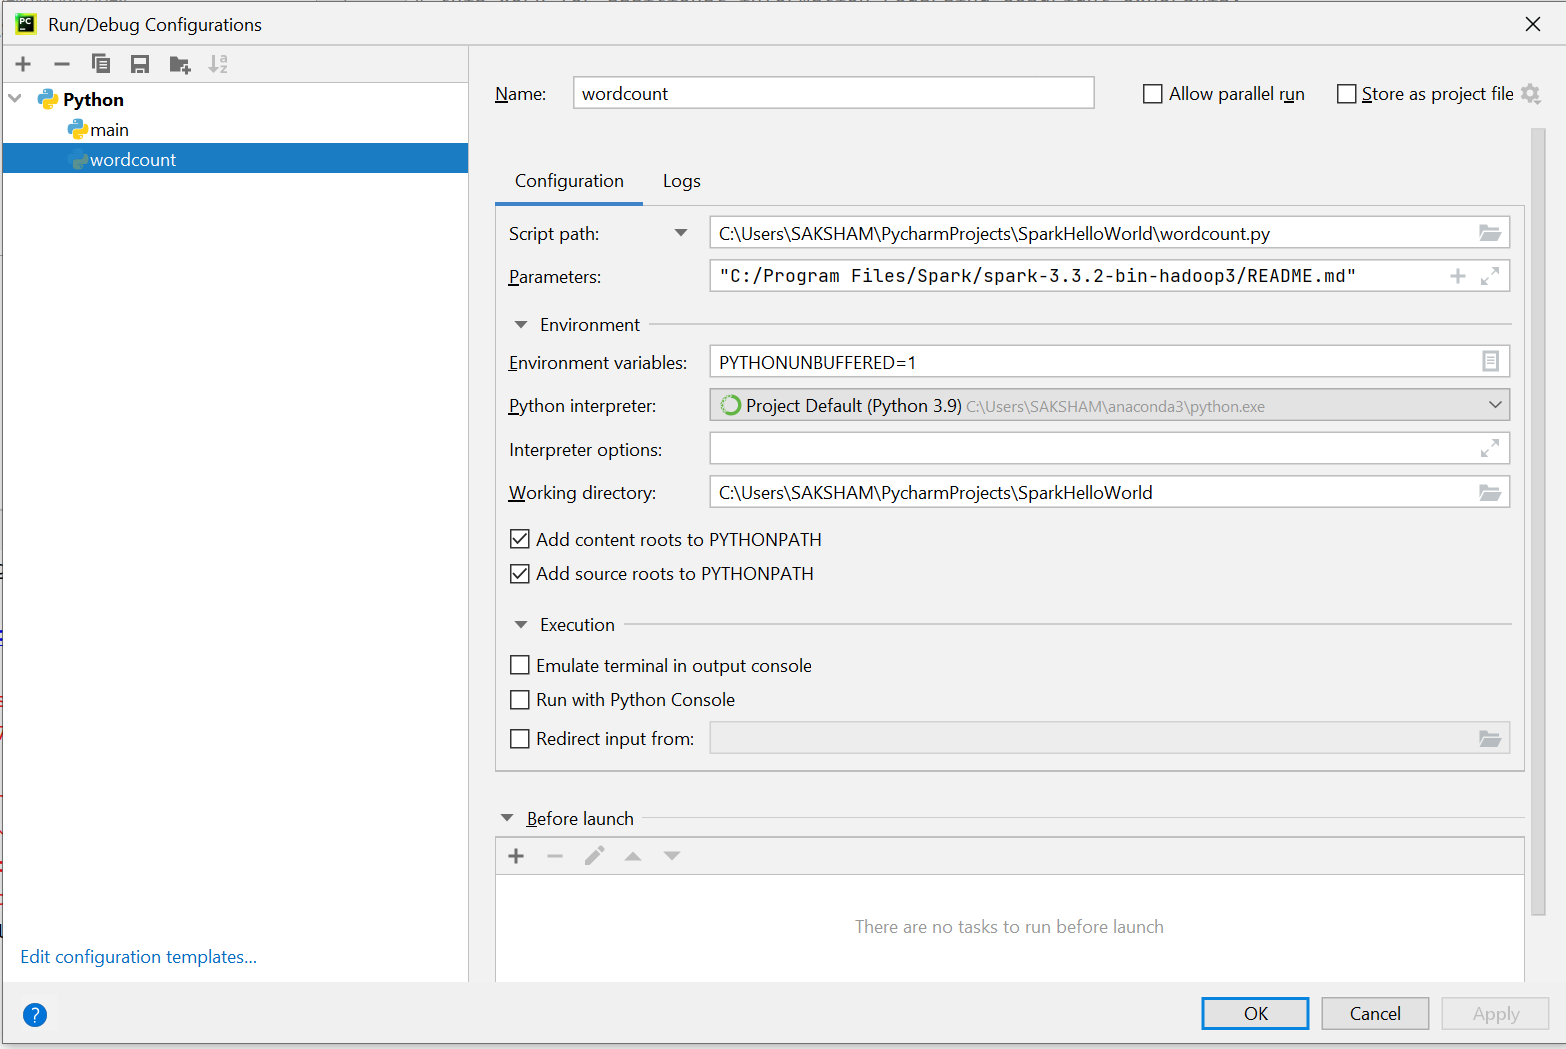 Run/Debug Configurations
Name: wordcount Allow parallel run Store as project file
Python
main
wordcount
Configuration Logs
Script path: C:\Users\SAKSHAM\PycharmProjects\SparkHelloWorld\wordcount.py
Parameters: "C:/Program Files/Spark/spark-3.3.2-bin-hadoop3/README.md"
Environment
Environment variables: PYTHONUNBUFFERED=1
Python interpreter: Project Default (Python 3.9) C:\Users\SAKSHAM\anaconda3\python.exe
Interpreter options:
Working directory: C:\Users\SAKSHAM\PycharmProjects\SparkHelloWorld
Add content roots to PYTHONPATH
Add source roots to PYTHONPATH
Execution
Emulate terminal in output console
Run with Python Console
Redirect input from:
Before launch
There are no tasks to run before launch
Edit configuration templates...
? OK Cancel Apply